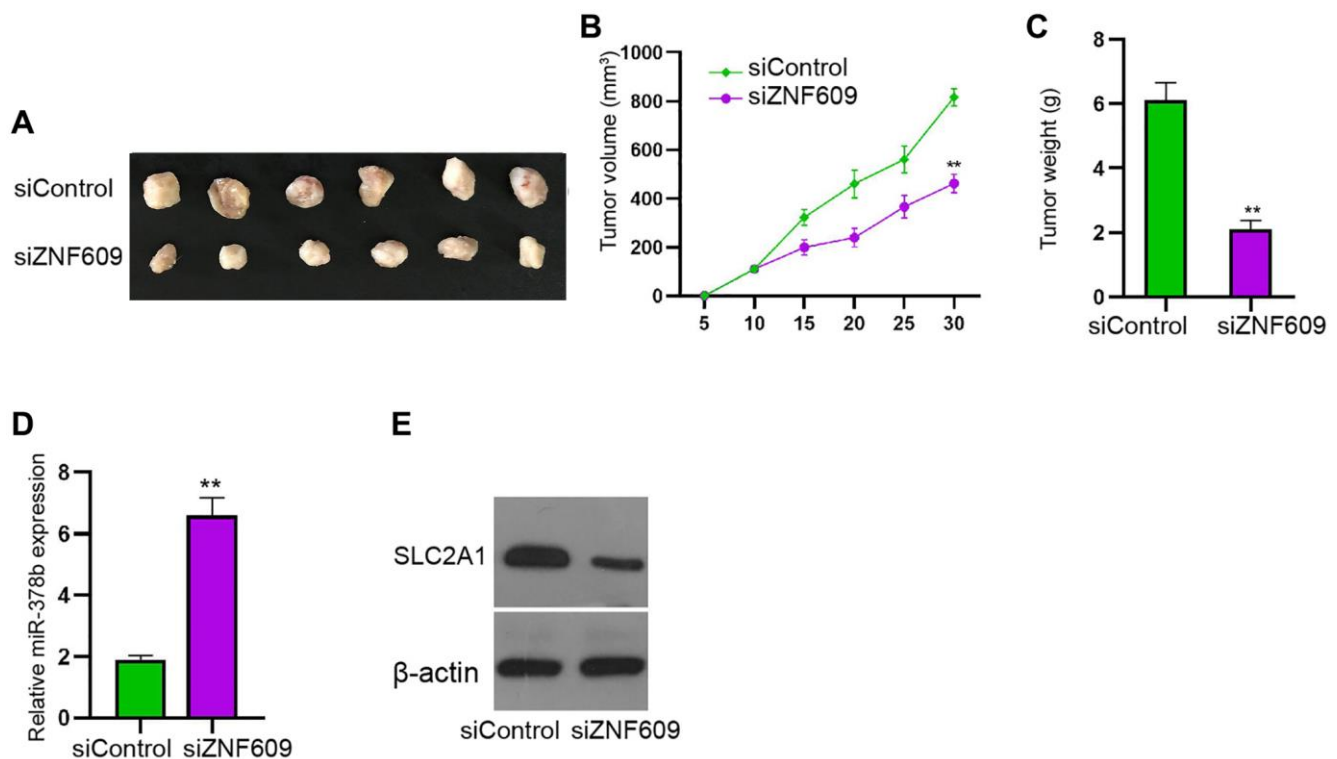 A
siControl
siZNF609
B
Tumor volume (mm³)
1000
800
600
400
200
0
siControl
siZNF609
**
5 10 15 20 25 30
C
Tumor weight (g)
8
6
4
2
0
**
siControl siZNF609
D
Relative miR-378b expression
8
6
4
2
0
**
siControl siZNF609
E
SLC2A1
β-actin
siControl siZNF609